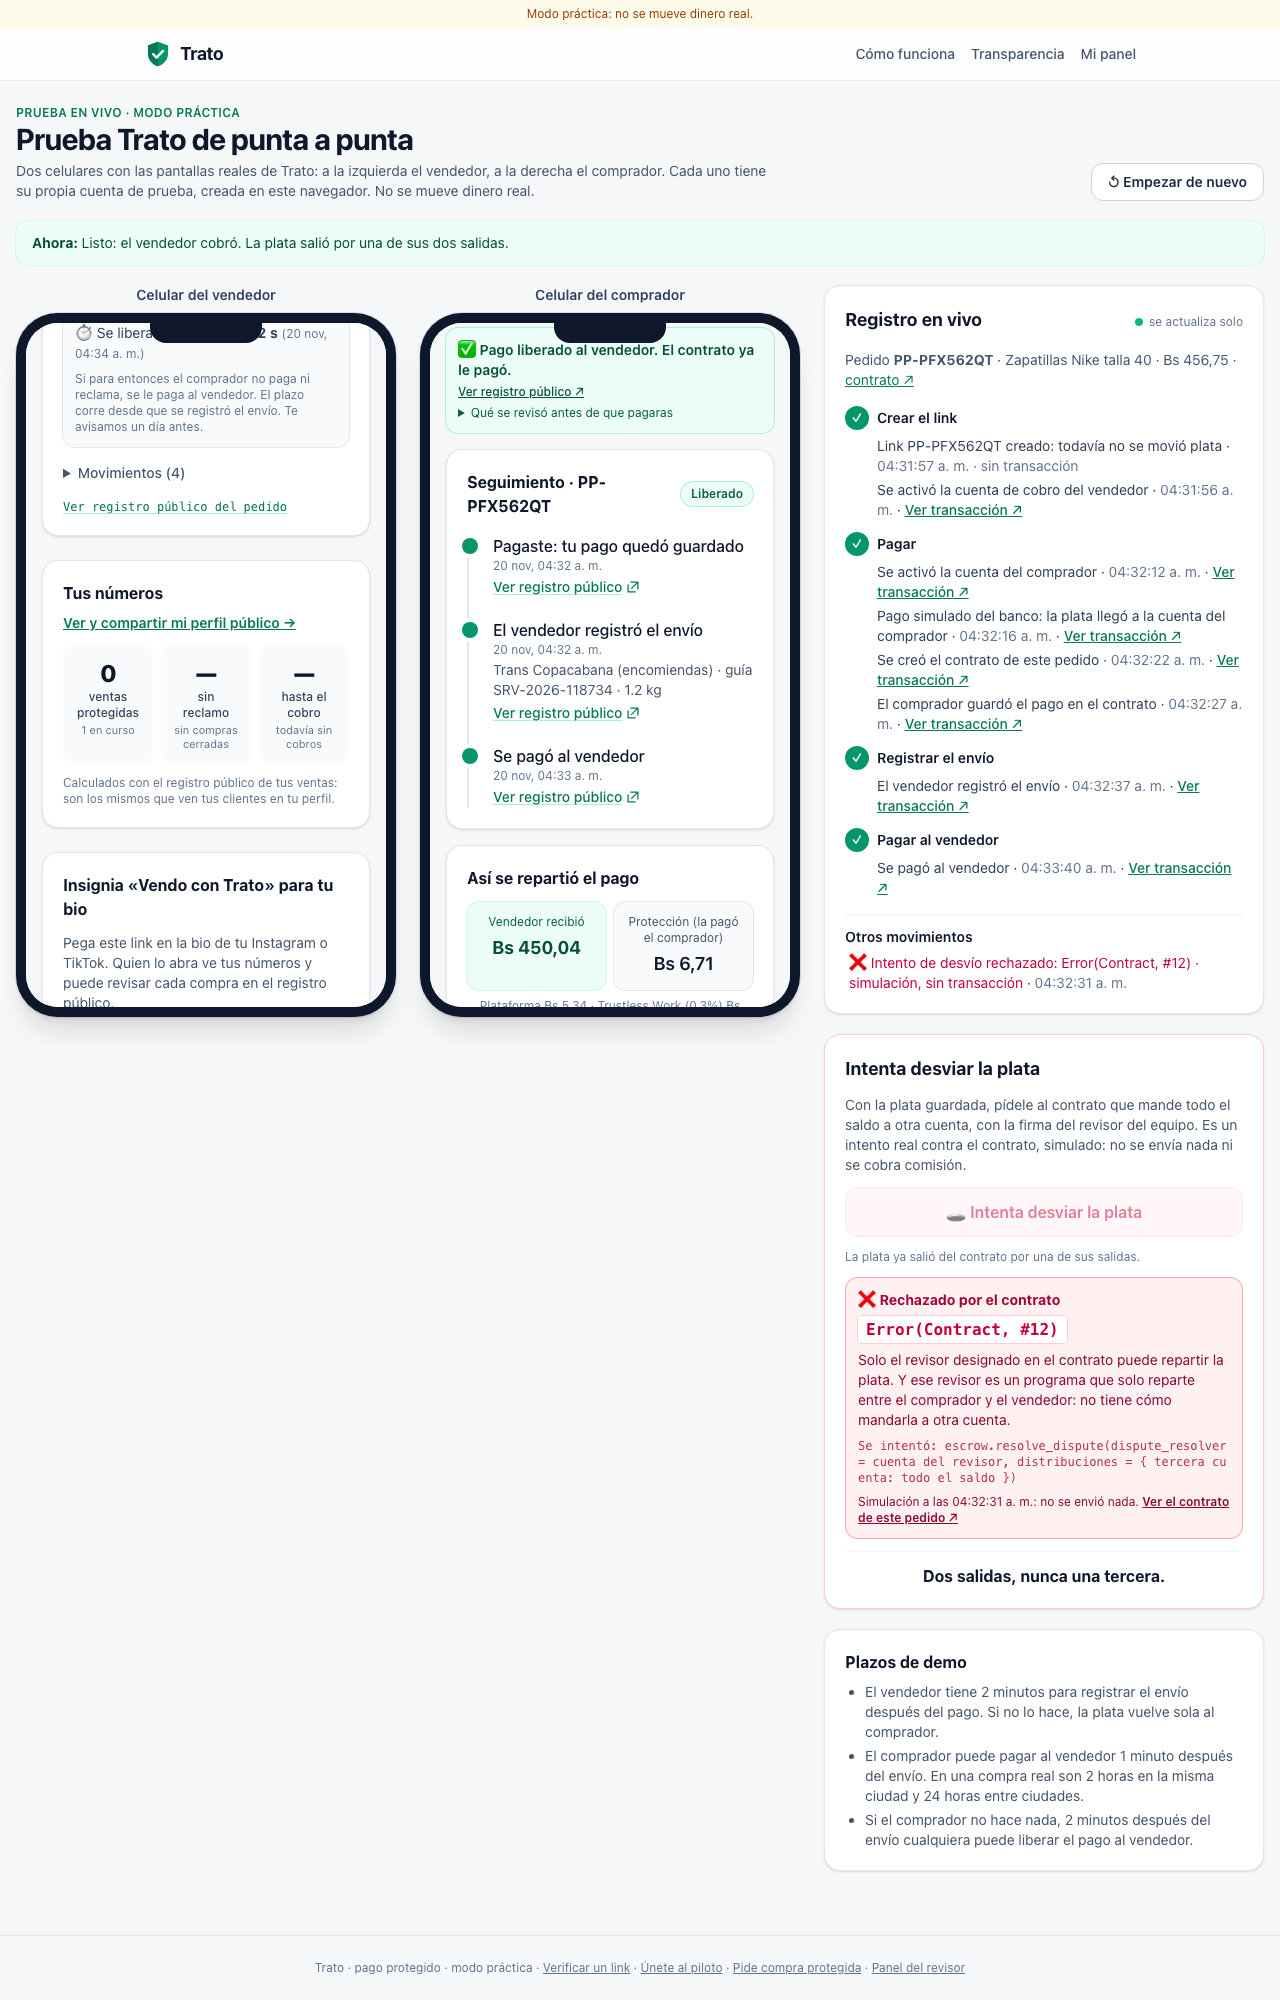 Modo práctica: no se mueve dinero real.
Trato
Cómo funciona
Transparencia
Mi panel
PRUEBA EN VIVO · MODO PRÁCTICA
Prueba Trato de punta a punta
Dos celulares con las pantallas reales de Trato: a la izquierda el vendedor, a la derecha el comprador. Cada uno tiene
su propia cuenta de prueba, creada en este navegador. No se mueve dinero real.
↺ Empezar de nuevo
Ahora: Listo: el vendedor cobró. La plata salió por una de sus dos salidas.
Celular del vendedor
⏱ Se libera
2 s (20 nov,
04:34 a. m.)
Si para entonces el comprador no paga ni
reclama, se le paga al vendedor. El plazo
corre desde que se registró el envío. Te
avisamos un día antes.
▶ Movimientos (4)
Ver registro público del pedido
Tus números
Ver y compartir mi perfil público →
0
ventas
protegidas
1 en curso
—
sin
reclamo
sin compras
cerradas
—
hasta el
cobro
todavía sin
cobros
Calculados con el registro público de tus ventas:
son los mismos que ven tus clientes en tu perfil.
Insignia «Vendo con Trato» para tu
bio
Pega este link en la bio de tu Instagram o
TikTok. Quien lo abra ve tus números y
puede revisar cada compra en el registro
público.
Celular del comprador
✅ Pago liberado al vendedor. El contrato ya
le pagó.
Ver registro público ↗
▶ Qué se revisó antes de que pagaras
Seguimiento · PP-
PFX562QT
Liberado
Pagaste: tu pago quedó guardado
20 nov, 04:32 a. m.
Ver registro público
El vendedor registró el envío
20 nov, 04:32 a. m.
Trans Copacabana (encomiendas) · guía
SRV-2026-118734 · 1.2 kg
Ver registro público
Se pagó al vendedor
20 nov, 04:33 a. m.
Ver registro público
Así se repartió el pago
Vendedor recibió
Bs 450,04
Protección (la pagó
el comprador)
Bs 6,71
Plataforma Bs 5,34 · Trustless Work (0,3%) Bs
Registro en vivo
se actualiza solo
Pedido PP-PFX562QT · Zapatillas Nike talla 40 · Bs 456,75 ·
contrato ↗
Crear el link
Link PP-PFX562QT creado: todavía no se movió plata ·
04:31:57 a. m. · sin transacción
Se activó la cuenta de cobro del vendedor · 04:31:56 a.
m. · Ver transacción ↗
Pagar
Se activó la cuenta del comprador · 04:32:12 a. m. · Ver
transacción ↗
Pago simulado del banco: la plata llegó a la cuenta del
comprador · 04:32:16 a. m. · Ver transacción ↗
Se creó el contrato de este pedido · 04:32:22 a. m. · Ver
transacción ↗
El comprador guardó el pago en el contrato · 04:32:27 a.
m. · Ver transacción ↗
Registrar el envío
El vendedor registró el envío · 04:32:37 a. m. · Ver
transacción ↗
Pagar al vendedor
Se pagó al vendedor · 04:33:40 a. m. · Ver transacción
↗
Otros movimientos
❌ Intento de desvío rechazado: Error(Contract, #12) ·
simulación, sin transacción · 04:32:31 a. m.
Intenta desviar la plata
Con la plata guardada, pídele al contrato que mande todo el
saldo a otra cuenta, con la firma del revisor del equipo. Es un
intento real contra el contrato, simulado: no se envía nada ni
se cobra comisión.
🕳️ Intenta desviar la plata
La plata ya salió del contrato por una de sus salidas.
❌ Rechazado por el contrato
Error(Contract, #12)
Solo el revisor designado en el contrato puede repartir la
plata. Y ese revisor es un programa que solo reparte
entre el comprador y el vendedor: no tiene cómo
mandarla a otra cuenta.
Se intentó: escrow.resolve_dispute(dispute_resolver
= cuenta del revisor, distribuciones = { tercera cu
enta: todo el saldo })
Simulación a las 04:32:31 a. m.: no se envió nada. Ver el contrato
de este pedido ↗
Dos salidas, nunca una tercera.
Plazos de demo
• El vendedor tiene 2 minutos para registrar el envío
después del pago. Si no lo hace, la plata vuelve sola al
comprador.
• El comprador puede pagar al vendedor 1 minuto después
del envío. En una compra real son 2 horas en la misma
ciudad y 24 horas entre ciudades.
• Si el comprador no hace nada, 2 minutos después del
envío cualquiera puede liberar el pago al vendedor.
Trato · pago protegido · modo práctica · Verificar un link · Únete al piloto · Pide compra protegida · Panel del revisor